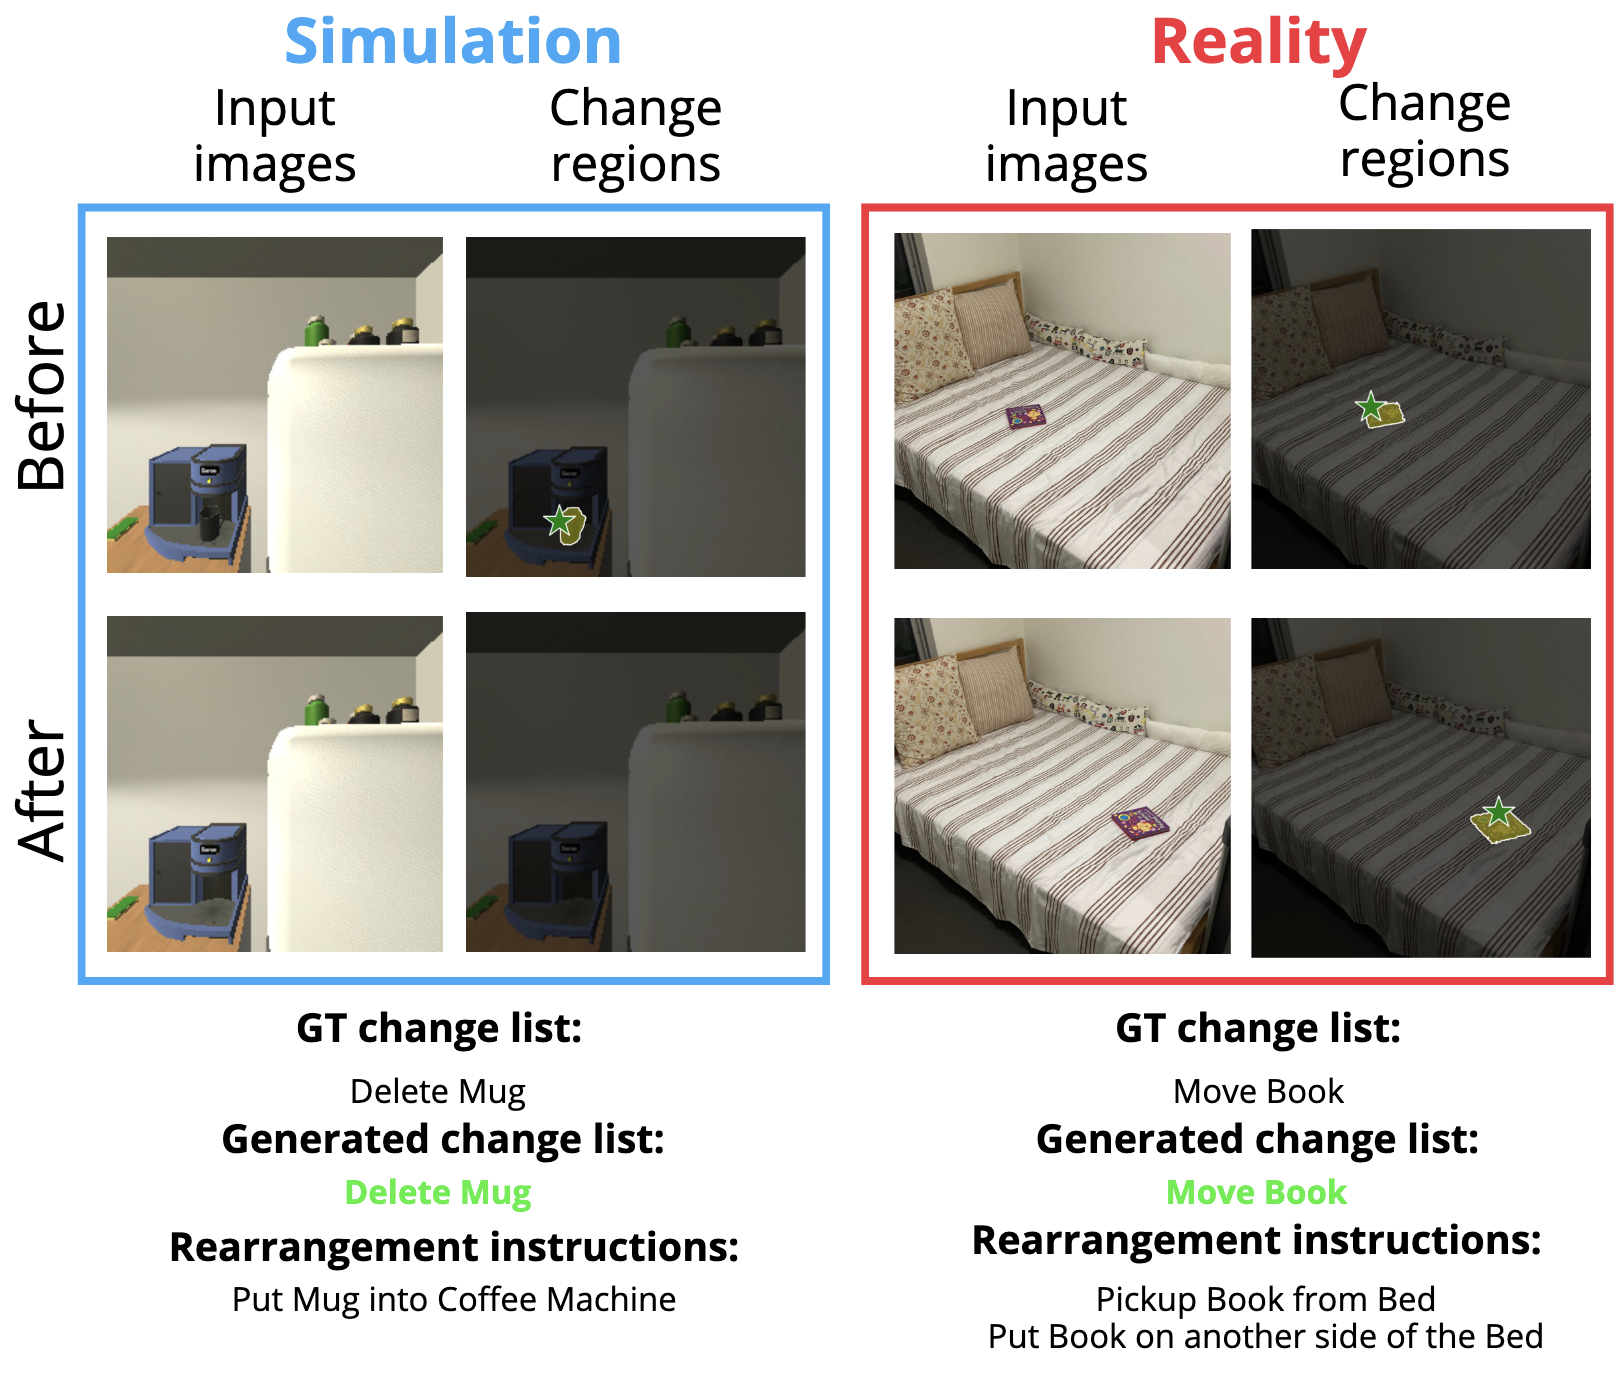 Simulation
Reality
Input
images
Change
regions
Input
images
Change
regions
Before
After
GT change list:
Delete Mug
Generated change list:
Delete Mug
Rearrangement instructions:
Put Mug into Coffee Machine
GT change list:
Move Book
Generated change list:
Move Book
Rearrangement instructions:
Pickup Book from Bed
Put Book on another side of the Bed